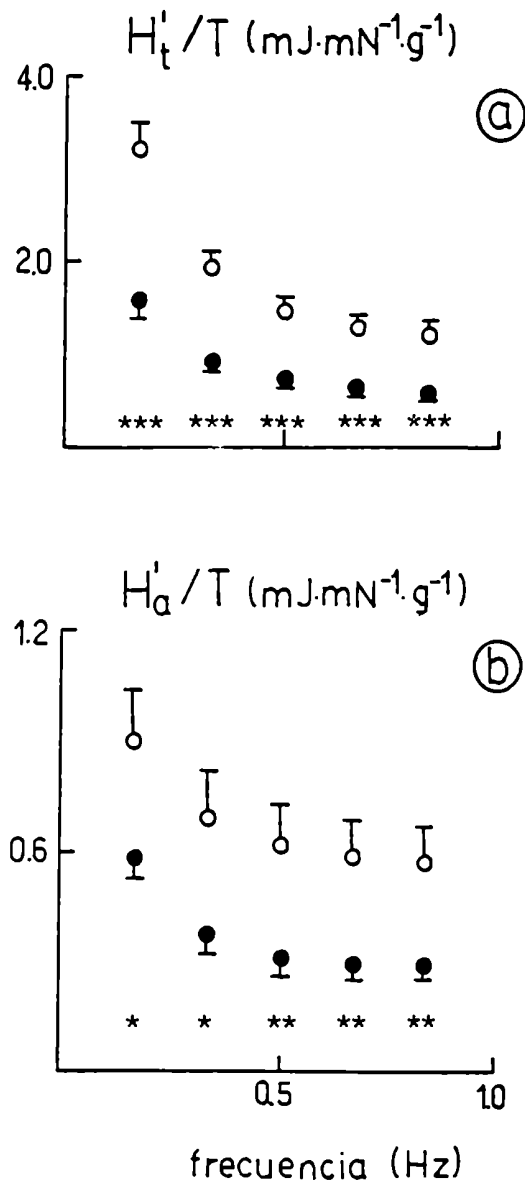 H't/T (mJ·mN⁻¹·g⁻¹)
4.0
a
2.0
*** *** *** *** ***
H'a/T (mJ·mN⁻¹·g⁻¹)
1.2
b
0.6
* * ** ** **
0.5 1.0
frecuencia (Hz)